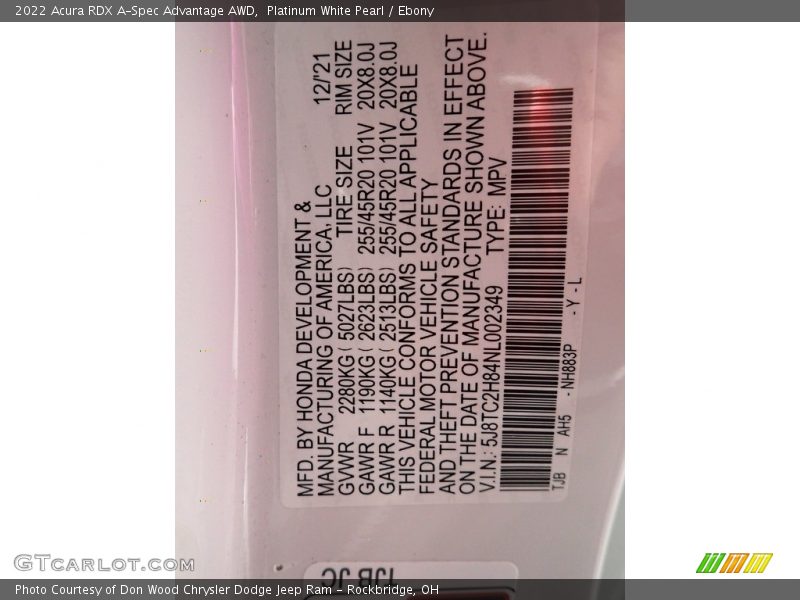 2022 Acura RDX A-Spec Advantage AWD, Platinum White Pearl / Ebony
MFD. BY HONDA DEVELOPMENT &
MANUFACTURING OF AMERICA, LLC 12/'21
GVWR 2280KG ( 5027LBS) TIRE SIZE RIM SIZE
GAWR F 1190KG ( 2623LBS) 255/45R20 101V 20X8.0J
GAWR R 1140KG ( 2513LBS) 255/45R20 101V 20X8.0J
THIS VEHICLE CONFORMS TO ALL APPLICABLE
FEDERAL MOTOR VEHICLE SAFETY
AND THEFT PREVENTION STANDARDS IN EFFECT
ON THE DATE OF MANUFACTURE SHOWN ABOVE.
V.I.N.: 5J8TC2H84NL002349 TYPE: MPV
TJB N AH5 - NH883P - Y - L
TJB JC
GTCARLOT.COM
Photo Courtesy of Don Wood Chrysler Dodge Jeep Ram - Rockbridge, OH